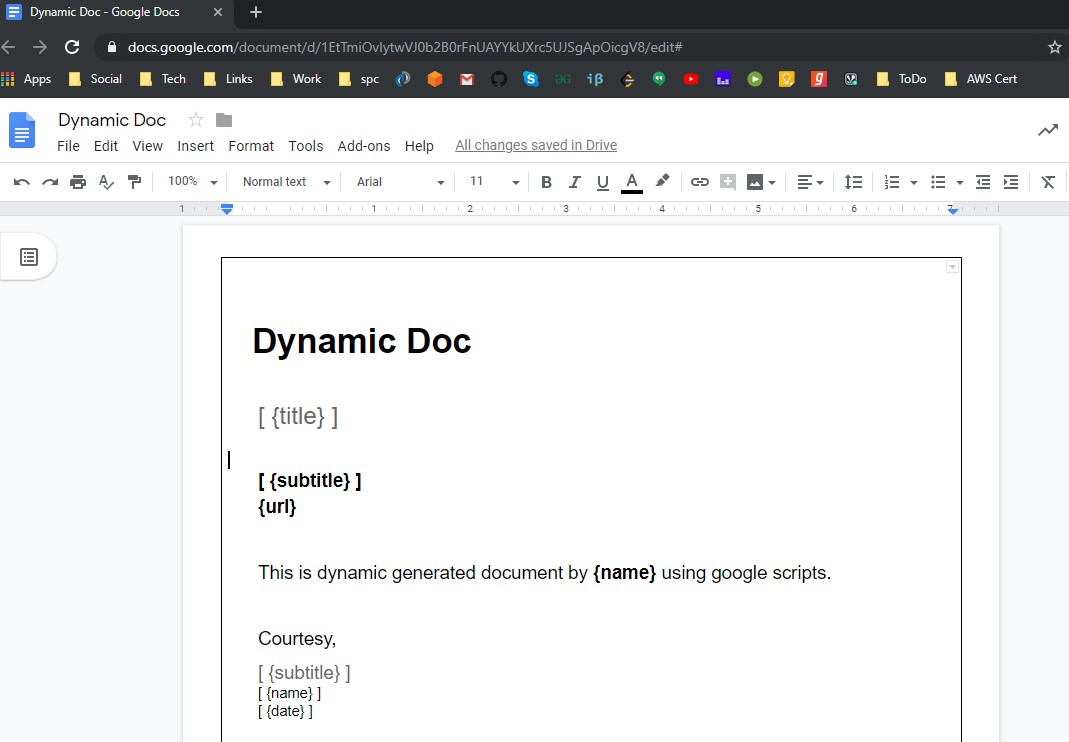 Dynamic Doc - Google Docs
docs.google.com/document/d/1EtTmiOvIytwVJ0b2B0rFnUAYYkUXrc5UJSgApOicgV8/edit#
Apps Social Tech Links Work spc iβ ToDo AWS Cert
Dynamic Doc
File Edit View Insert Format Tools Add-ons Help All changes saved in Drive
100% Normal text Arial 11 B I U A
1 1 2 3 4 5 6 7
Dynamic Doc
[ {title} ]
[ {subtitle} ]
{url}
This is dynamic generated document by {name} using google scripts.
Courtesy,
[ {subtitle} ]
[ {name} ]
[ {date} ]